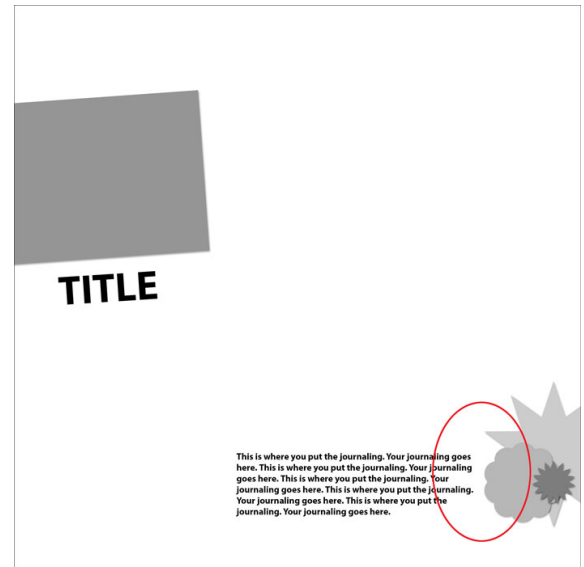 TITLE
This is where you put the journaling. Your journaling goes
here. This is where you put the journaling. Your journaling
goes here. This is where you put the journaling. Your
journaling goes here. This is where you put the journaling.
Your journaling goes here. This is where you put the
journaling. Your journaling goes here.